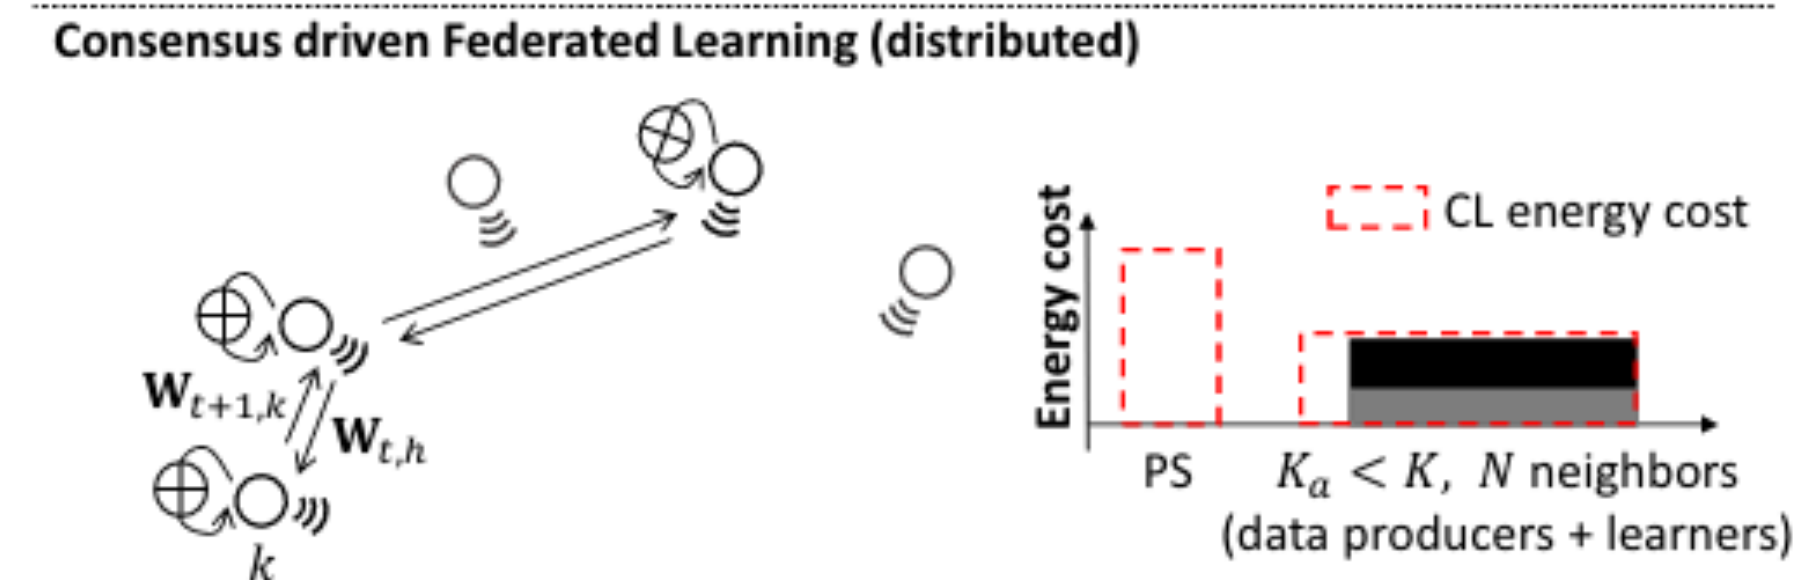 Consensus driven Federated Learning (distributed)
CL energy cost
Energy cost
W_{t+1,k}
W_{t,h}
k
PS
K_a < K, N neighbors
(data producers + learners)